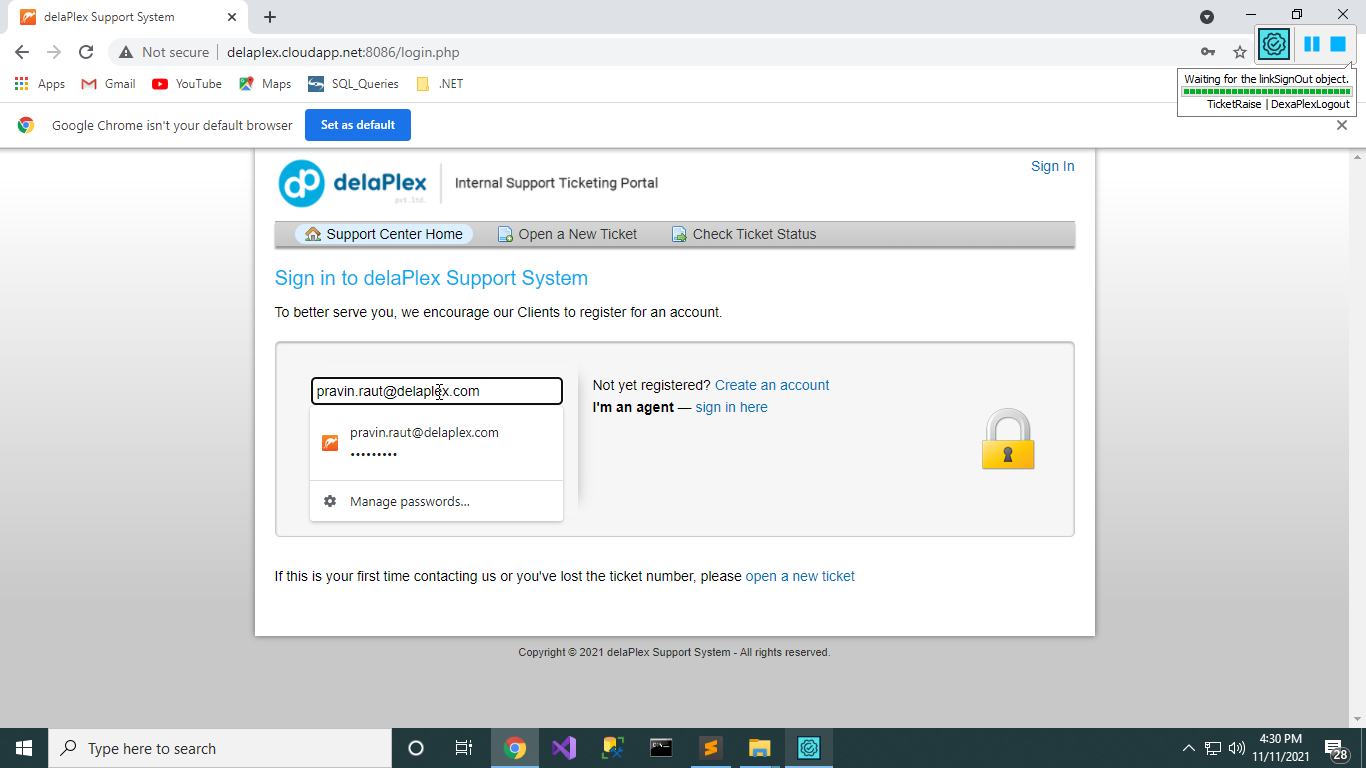 delaPlex Support System
Not secure | delaplex.cloudapp.net:8086/login.php
Apps Gmail YouTube Maps SQL_Queries .NET
Waiting for the linkSignOut object.
TicketRaise | DexaPlexLogout
Google Chrome isn't your default browser Set as default
Sign In
dp delaPlex
pvt.ltd.
Internal Support Ticketing Portal
Support Center Home Open a New Ticket Check Ticket Status
Sign in to delaPlex Support System
To better serve you, we encourage our Clients to register for an account.
pravin.raut@delaplex.com
pravin.raut@delaplex.com
•••••••••
Manage passwords...
Not yet registered? Create an account
I'm an agent — sign in here
If this is your first time contacting us or you've lost the ticket number, please open a new ticket
Copyright © 2021 delaPlex Support System - All rights reserved.
Type here to search
4:30 PM
11/11/2021
28